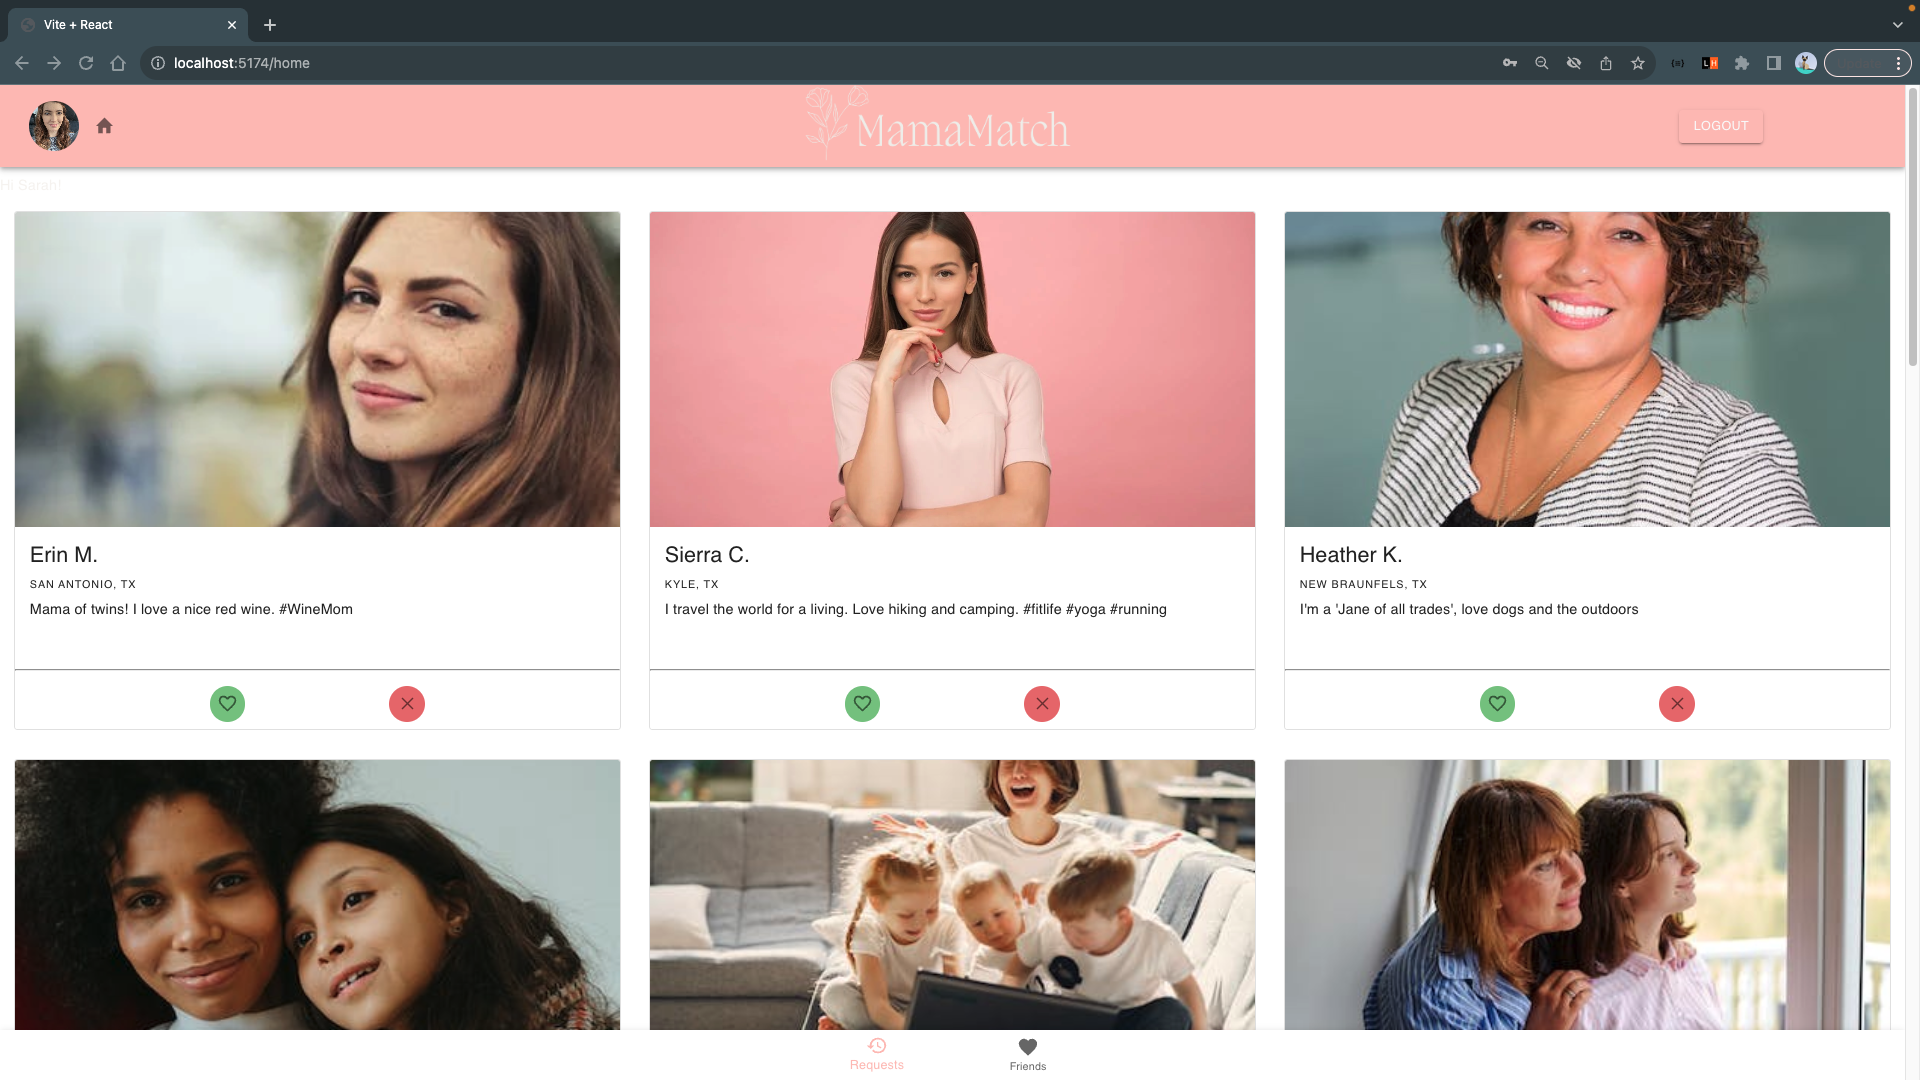 Vite + React
localhost:5174/home
MamaMatch
LOGOUT
Hi Sarah!
Erin M.
SAN ANTONIO, TX
Mama of twins! I love a nice red wine. #WineMom
Sierra C.
KYLE, TX
I travel the world for a living. Love hiking and camping. #fitlife #yoga #running
Heather K.
NEW BRAUNFELS, TX
I'm a 'Jane of all trades', love dogs and the outdoors
Requests
Friends